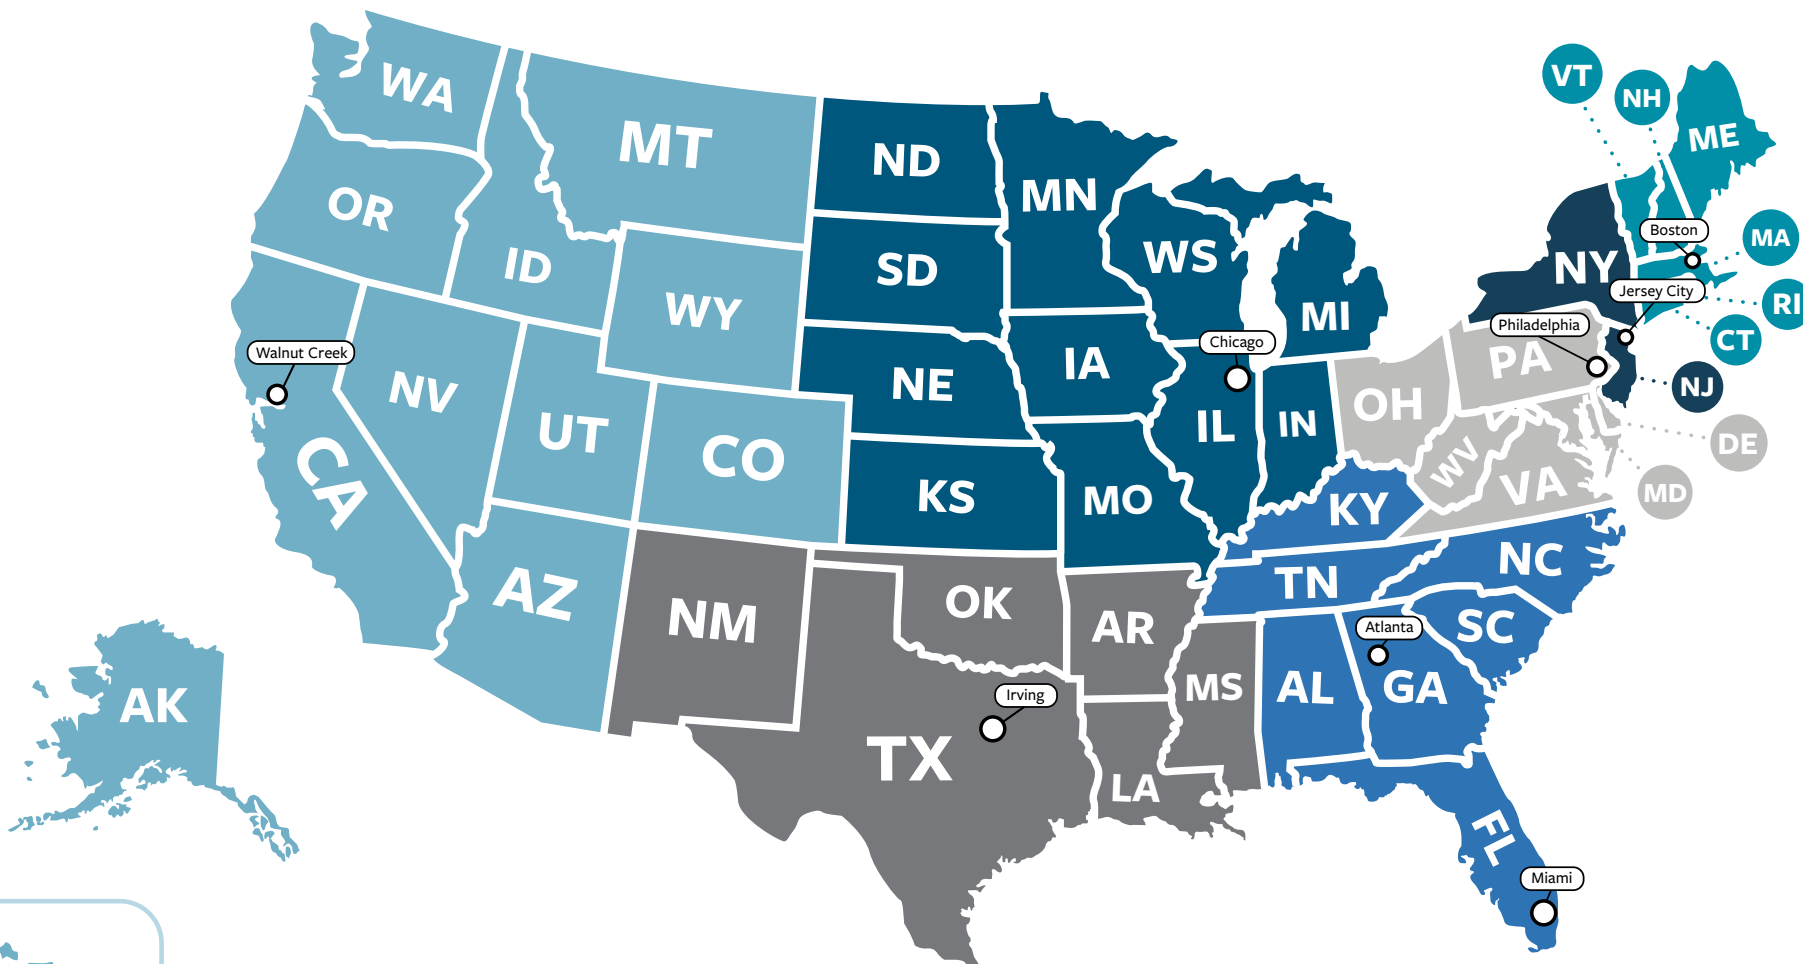 WA
MT
ND
MN
VT
NH
ME
OR
ID
WY
SD
WS
MI
NY
Boston
MA
Jersey City
RI
Philadelphia
CT
Walnut Creek
NV
UT
CO
NE
IA
Chicago
IL
IN
OH
PA
NJ
DE
CA
KS
MO
WV
VA
MD
KY
AZ
NM
OK
AR
TN
NC
SC
Atlanta
AK
TX
Irving
LA
MS
AL
GA
FL
Miami